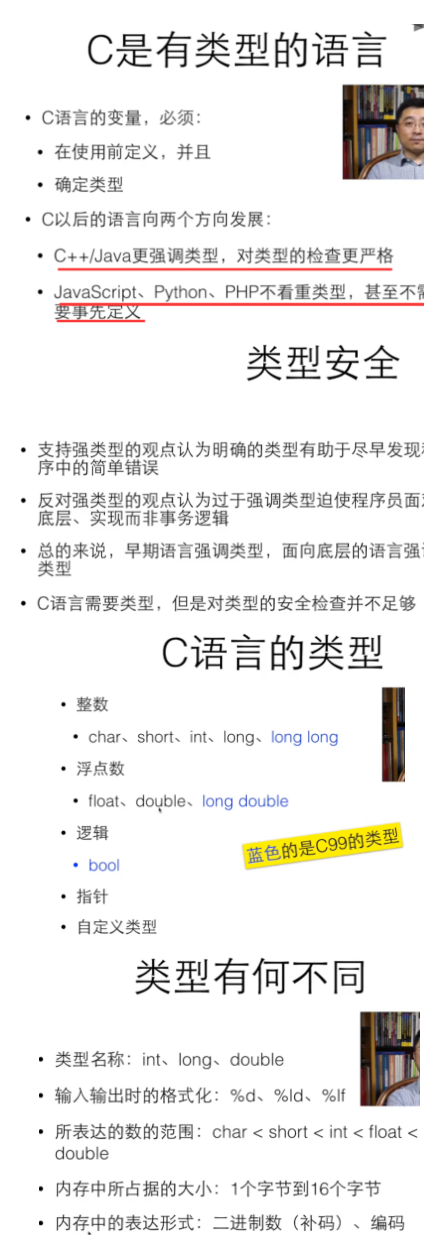 C是有类型的语言
• C语言的变量，必须：
• 在使用前定义，并且
• 确定类型
• C以后的语言向两个方向发展：
• C++/Java更强调类型，对类型的检查更严格
• JavaScript、Python、PHP不看重类型，甚至不需
要事先定义
类型安全
• 支持强类型的观点认为明确的类型有助于尽早发现
序中的简单错误
• 反对强类型的观点认为过于强调类型迫使程序员面
底层、实现而非事务逻辑
• 总的来说，早期语言强调类型，面向底层的语言强
类型
• C语言需要类型，但是对类型的安全检查并不足够
C语言的类型
• 整数
• char、short、int、long、long long
• 浮点数
• float、double、long double
• 逻辑
• bool
蓝色的是C99的类型
• 指针
• 自定义类型
类型有何不同
• 类型名称：int、long、double
• 输入输出时的格式化：%d、%ld、%lf
• 所表达的数的范围：char < short < int < float <
double
• 内存中所占据的大小：1个字节到16个字节
• 内存中的表达形式：二进制数（补码）、编码